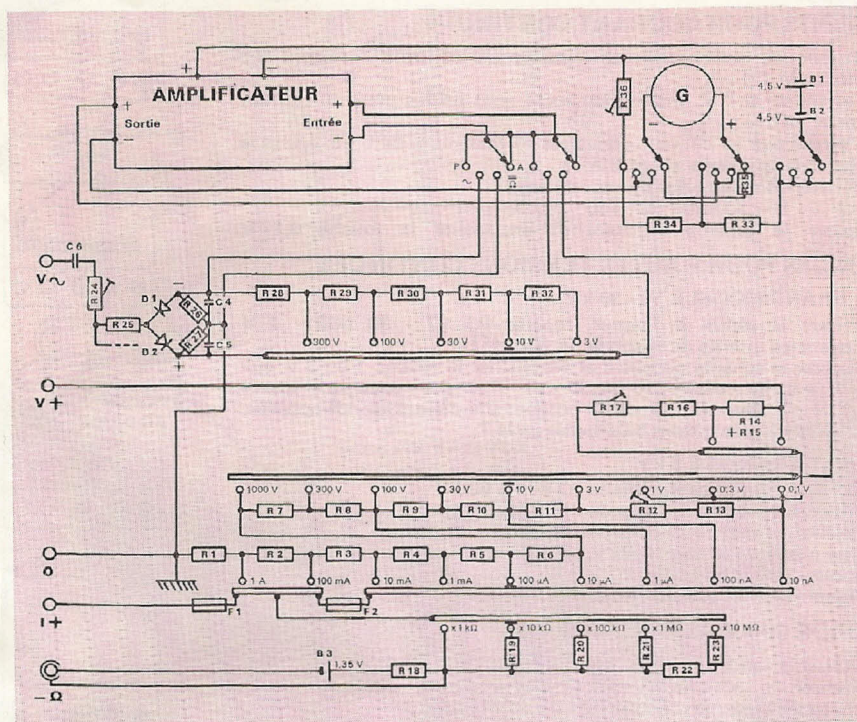 + −
AMPLIFICATEUR
+ Sortie Entrée +
− −
R 36
G
− +
4,5 V B 1
4,5 V B 2
P A
~ Ω
R 35
R 34 R 33
C 6
V ~
R 24
D 1 − C 4
R 26
R 25
R 27
D 2 C 5
+
R 28 R 29 R 30 R 31 R 32
300 V 100 V 30 V 10 V 3 V
V +
R 17 R 16 R 14
+ R 15
1000 V 300 V 100 V 30 V 10 V 3 V 1 V 0,3 V 0,1 V
R 7 R 8 R 9 R 10 R 11 R 12 R 13
R 1 R 2 R 3 R 4 R 5 R 6
0
1 A 100 mA 10 mA 1 mA 100 µA 10 µA 1 µA 100 nA 10 nA
I + F 1 F 2
x 1 kΩ x 10 kΩ x 100 kΩ x 1 MΩ x 10 MΩ
B 3
1,35 V R 18 R 19 R 20 R 21 R 22 R 23
− Ω